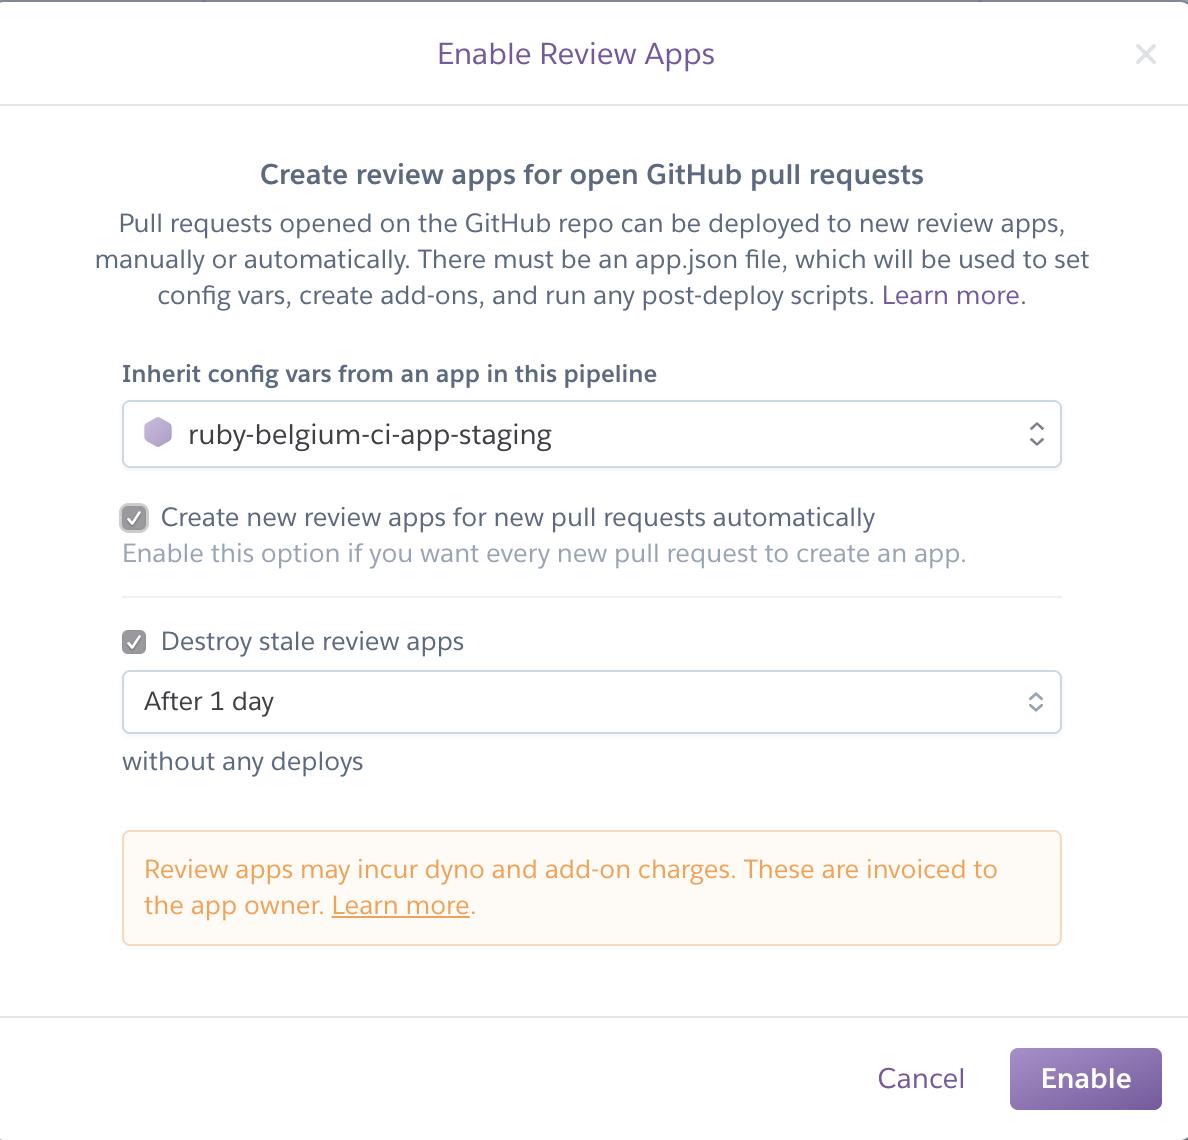 Enable Review Apps
Create review apps for open GitHub pull requests
Pull requests opened on the GitHub repo can be deployed to new review apps,
manually or automatically. There must be an app.json file, which will be used to set
config vars, create add-ons, and run any post-deploy scripts. Learn more.
Inherit config vars from an app in this pipeline
ruby-belgium-ci-app-staging
Create new review apps for new pull requests automatically
Enable this option if you want every new pull request to create an app.
Destroy stale review apps
After 1 day
without any deploys
Review apps may incur dyno and add-on charges. These are invoiced to
the app owner. Learn more.
Cancel
Enable